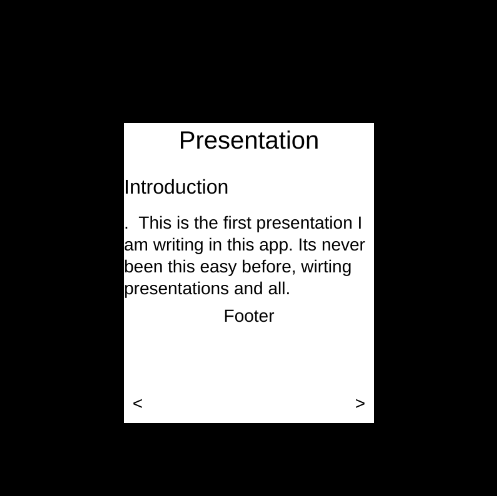 Presentation
Introduction
.  This is the first presentation I
am writing in this app. Its never
been this easy before, wirting
presentations and all.
Footer
< >